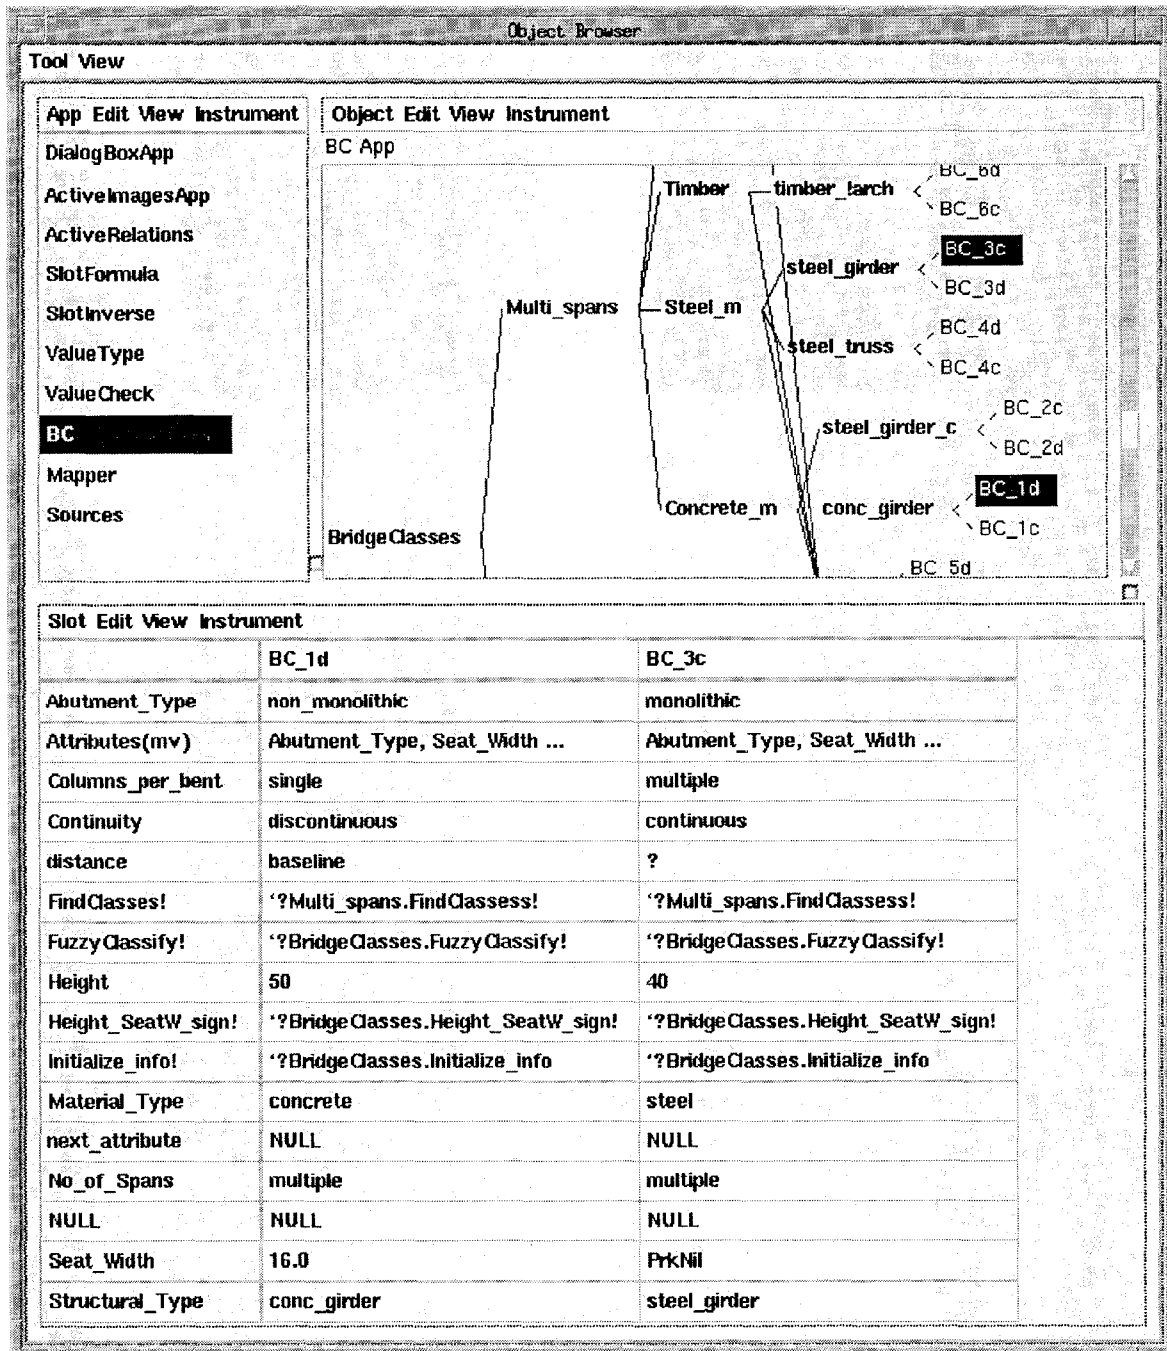 Object Browser
Tool View
App Edit View Instrument
DialogBoxApp
ActiveImagesApp
ActiveRelations
SlotFormula
SlotInverse
ValueType
ValueCheck
BC
Mapper
Sources
Object Edit View Instrument
BC App
BridgeClasses
Multi_spans
Timber
Steel_m
Concrete_m
timber_!arch
steel_girder
steel_truss
steel_girder_c
conc_girder
BC_6d
BC_6c
BC_3c
BC_3d
BC_4d
BC_4c
BC_2c
BC_2d
BC_1d
BC_1c
BC_5d
Slot Edit View Instrument
BC_1d BC_3c
Abutment_Type non_monolithic monolithic
Attributes(mv) Abutment_Type, Seat_Width ... Abutment_Type, Seat_Width ...
Columns_per_bent single multiple
Continuity discontinuous continuous
distance baseline ?
FindClasses! '?Multi_spans.FindClassess! '?Multi_spans.FindClassess!
FuzzyClassify! '?BridgeClasses.FuzzyClassify! '?BridgeClasses.FuzzyClassify!
Height 50 40
Height_SeatW_sign! '?BridgeClasses.Height_SeatW_sign! '?BridgeClasses.Height_SeatW_sign!
Initialize_info! '?BridgeClasses.Initialize_info '?BridgeClasses.Initialize_info
Material_Type concrete steel
next_attribute NULL NULL
No_of_Spans multiple multiple
NULL NULL NULL
Seat_Width 16.0 PrkNil
Structural_Type conc_girder steel_girder